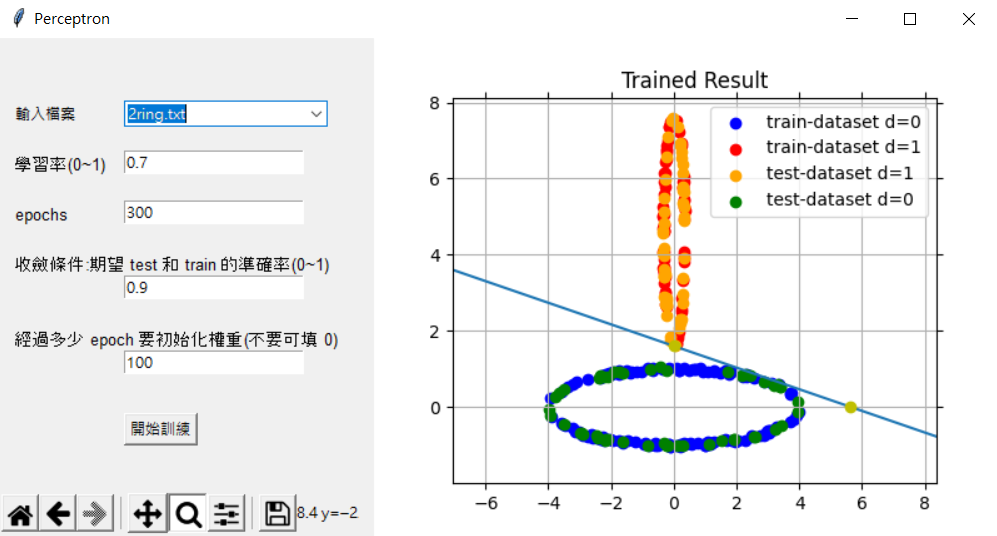 Perceptron
輸入檔案
2ring.txt
學習率(0~1)
0.7
epochs
300
收斂條件:期望 test 和 train 的準確率(0~1)
0.9
經過多少 epoch 要初始化權重(不要可填 0)
100
開始訓練
8.4 y=−2
Trained Result
train-dataset d=0
train-dataset d=1
test-dataset d=1
test-dataset d=0
8
6
4
2
0
−6
−4
−2
0
2
4
6
8